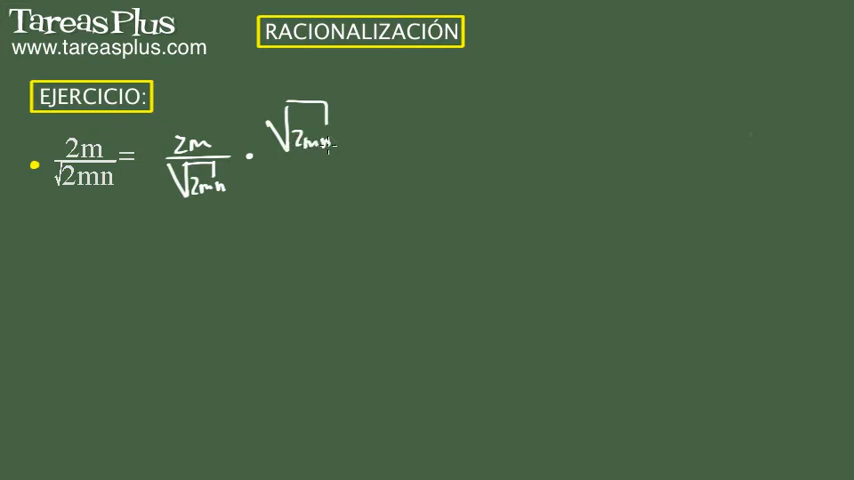 TareasPlus
www.tareasplus.com
RACIONALIZACIÓN
EJERCICIO:
• 2m/√2mn = 2m/√2mn · √2mn